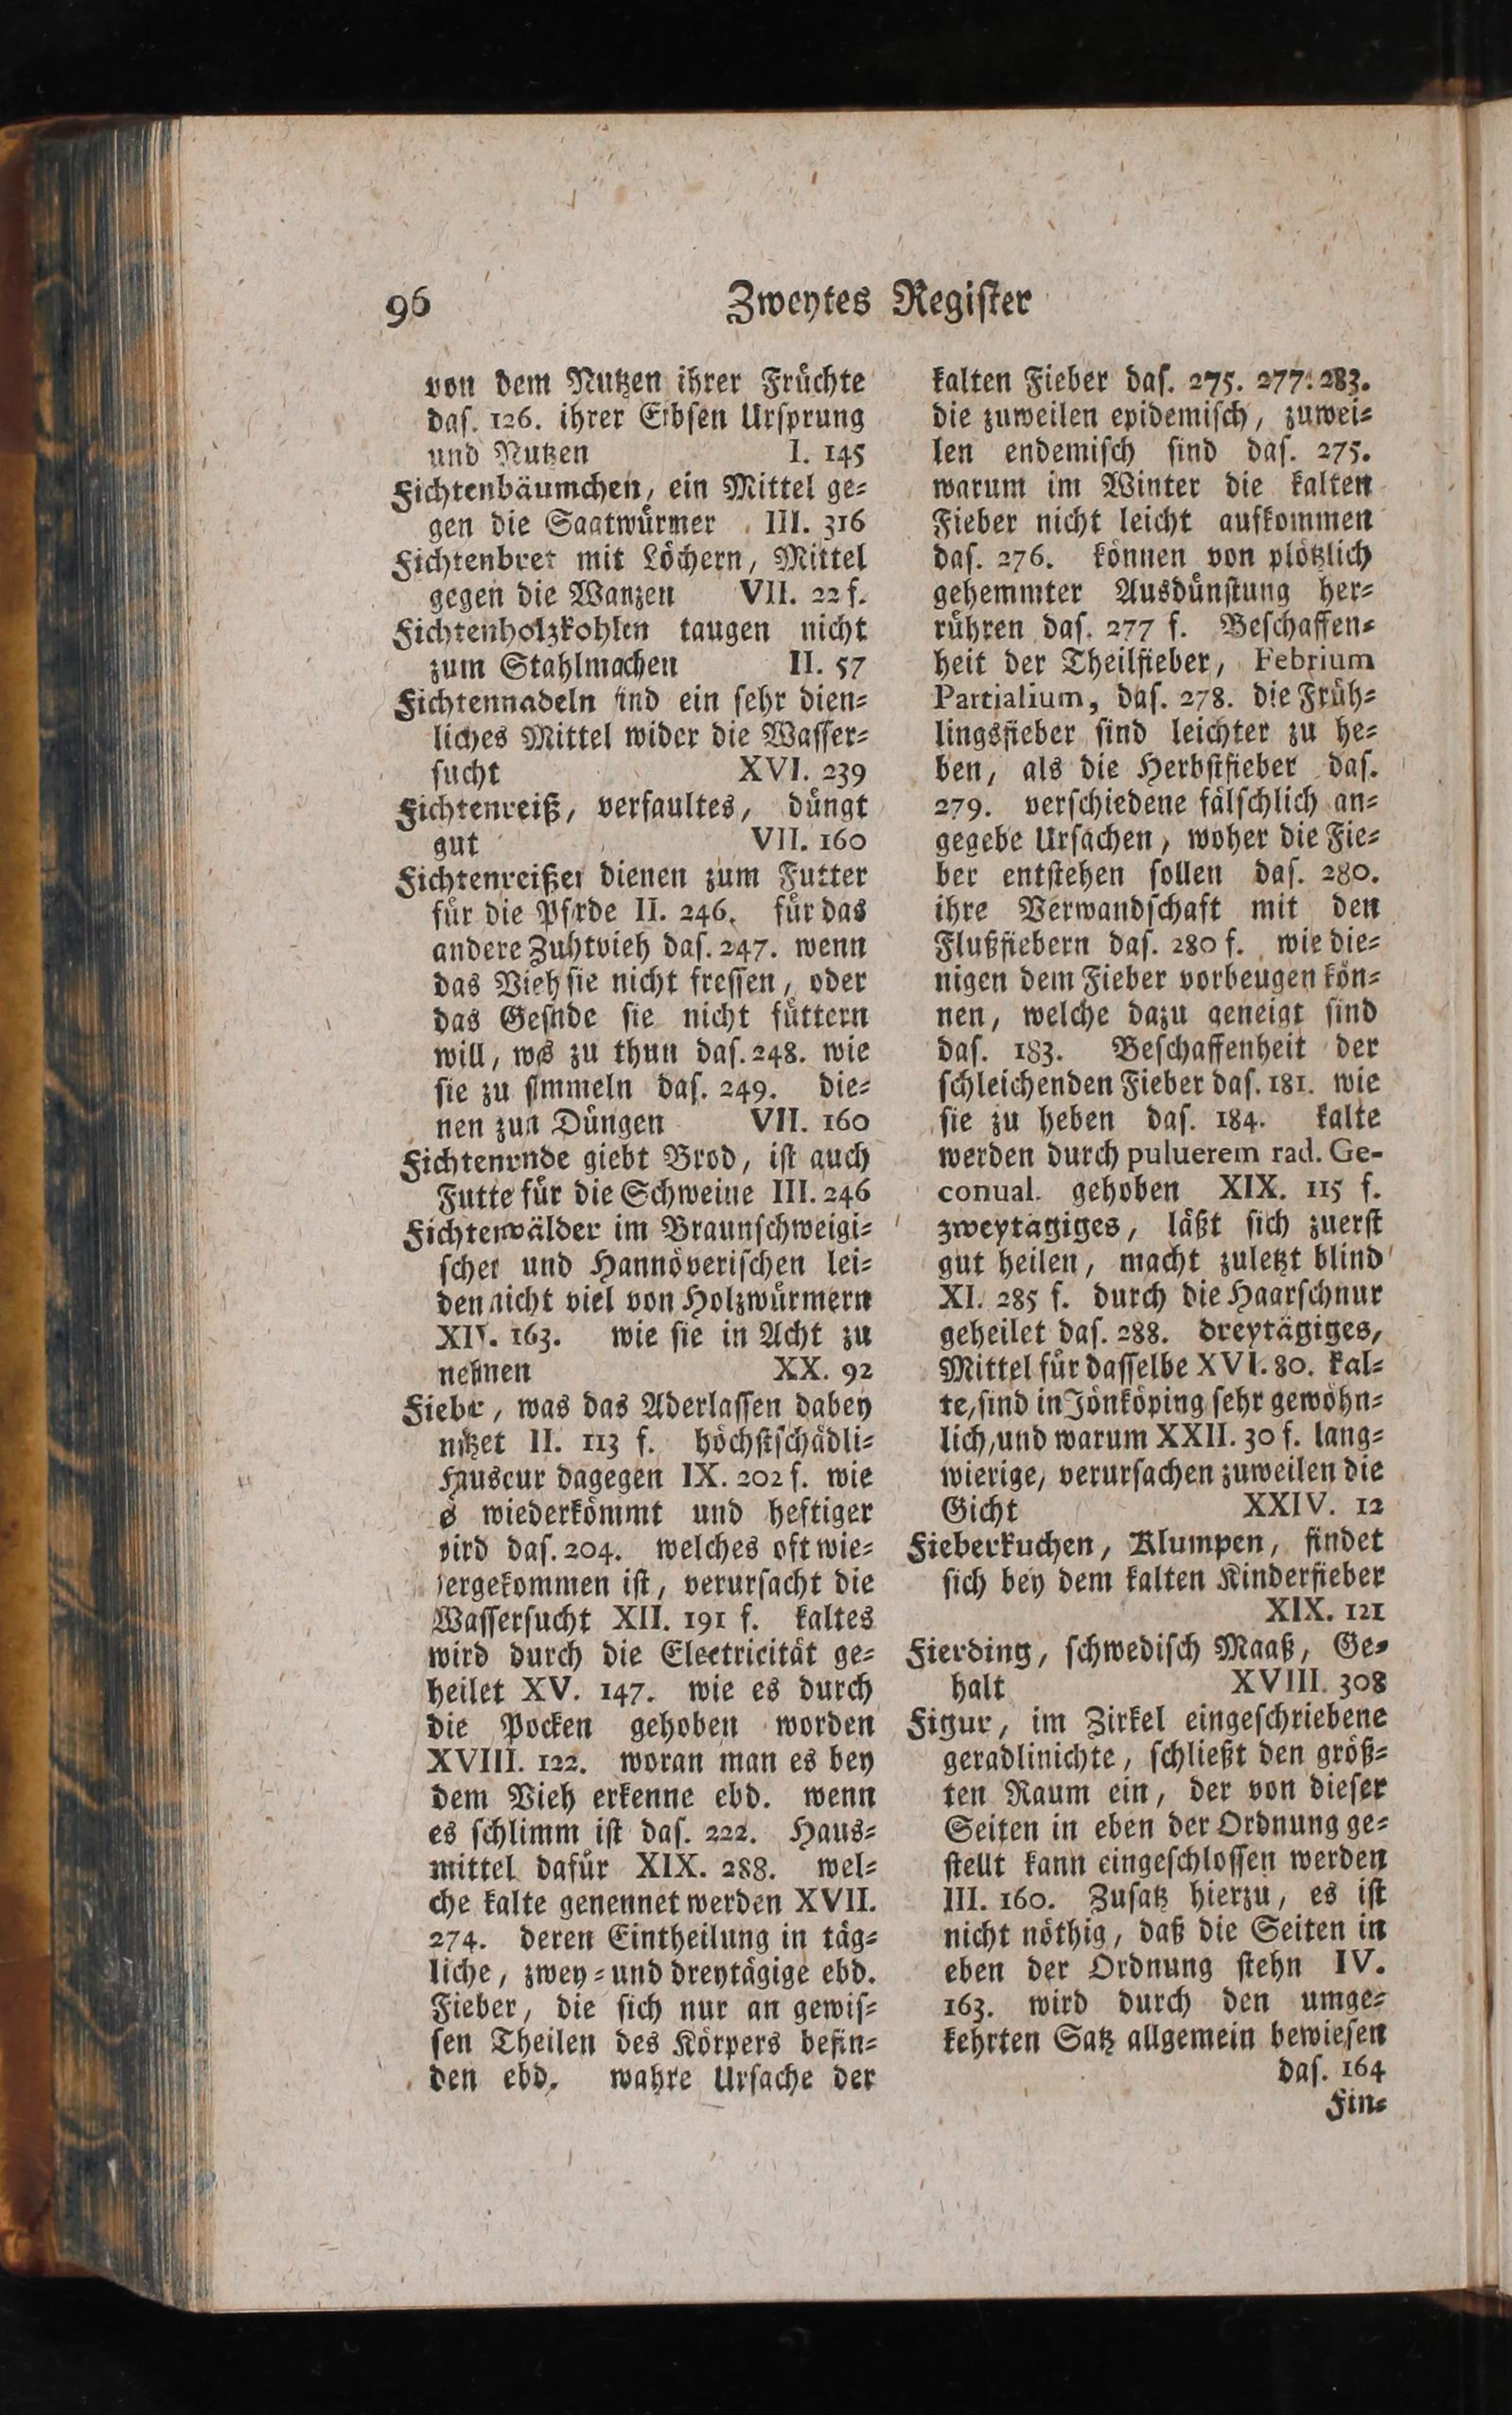 96
Zweytes Register
von dem Nutzen ihrer Früchte
das. 126. ihrer Erbsen Ursprung
und Nutzen I. 145
Fichtenbäumchen, ein Mittel ge-
gen die Saatwürmer III. 316
Fichtenbret mit Löchern, Mittel
gegen die Wanzen VII. 22 f.
Fichtenholzkohlen taugen nicht
zum Stahlmachen II. 57
Fichtennadeln sind ein sehr dien-
liches Mittel wider die Wasser-
sucht XVI. 239
Fichtenreiß, verfaultes, düngt
gut VII. 160
Fichtenreißer dienen zum Futter
für die Pferde II. 246. für das
andere Zuhtvieh das. 247. wenn
das Vieh sie nicht fressen, oder
das Gesnde sie nicht füttern
will, was zu thun das. 248. wie
sie zu smmeln das. 249. die-
nen zun Düngen VII. 160
Fichtenrnde giebt Brod, ist auch
Futte für die Schweine III. 246
Fichtenwälder im Braunschweigi-
schen und Hannöverischen lei-
den nicht viel von Holzwürmern
XIV. 163. wie sie in Acht zu
nehmen XX. 92
Fieber, was das Aderlassen dabey
nützet II. 113 f. höchstschädli-
Hauscur dagegen IX. 202 f. wie
es wiederkömmt und heftiger
wird das. 204. welches oft wie-
dergekommen ist, verursacht die
Wassersucht XII. 191 f. kaltes
wird durch die Electricität ge-
heilet XV. 147. wie es durch
die Pocken gehoben worden
XVIII. 122. woran man es bey
dem Vieh erkenne ebd. wenn
es schlimm ist das. 222. Haus-
mittel dafür XIX. 288. wel-
che kalte genennet werden XVII.
274. deren Eintheilung in täg-
liche, zwey- und dreytägige ebd.
Fieber, die sich nur an gewis-
sen Theilen des Körpers befin-
den ebd. wahre Ursache der
kalten Fieber das. 275. 277. 283.
die zuweilen epidemisch, zuwei-
len endemisch sind das. 275.
warum im Winter die kalten
Fieber nicht leicht aufkommen
das. 276. können von plötzlich
gehemmter Ausdünstung her-
rühren das. 277 f. Beschaffen-
heit der Theilfieber, Febrium
Partialium, das. 278. die Früh-
lingsfieber sind leichter zu he-
ben, als die Herbstfieber das.
279. verschiedene fälschlich an-
gegebe Ursachen, woher die Fie-
ber entstehen sollen das. 280.
ihre Verwandschaft mit den
Flußfiebern das. 280 f. wie die-
nigen dem Fieber vorbeugen kön-
nen, welche dazu geneigt sind
das. 183. Beschaffenheit der
schleichenden Fieber das. 181. wie
sie zu heben das. 184. kalte
werden durch puluerem rad. Ge-
conual. gehoben XIX. 115 f.
zweytägiges, läßt sich zuerst
gut heilen, macht zuletzt blind
XI. 285 f. durch die Haarschnur
geheilet das. 288. dreytägiges,
Mittel für dasselbe XVI. 80. kal-
te, sind in Jönköping sehr gewöhn-
lich, und warum XXII. 30 f. lang-
wierige, verursachen zuweilen die
Gicht XXIV. 12
Fieberkuchen, Klumpen, findet
sich bey dem kalten Kinderfieber
XIX. 121
Fierding, schwedisch Maaß, Ge-
halt XVIII. 308
Figur, im Zirkel eingeschriebene
geradlinichte, schließt den größ-
ten Raum ein, der von dieser
Seiten in eben der Ordnung ge-
stellt kann eingeschlossen werden
III. 160. Zusatz hierzu, es ist
nicht nöthig, daß die Seiten in
eben der Ordnung stehn IV.
163. wird durch den umge-
kehrten Satz allgemein bewiesen
das. 164
Fin-